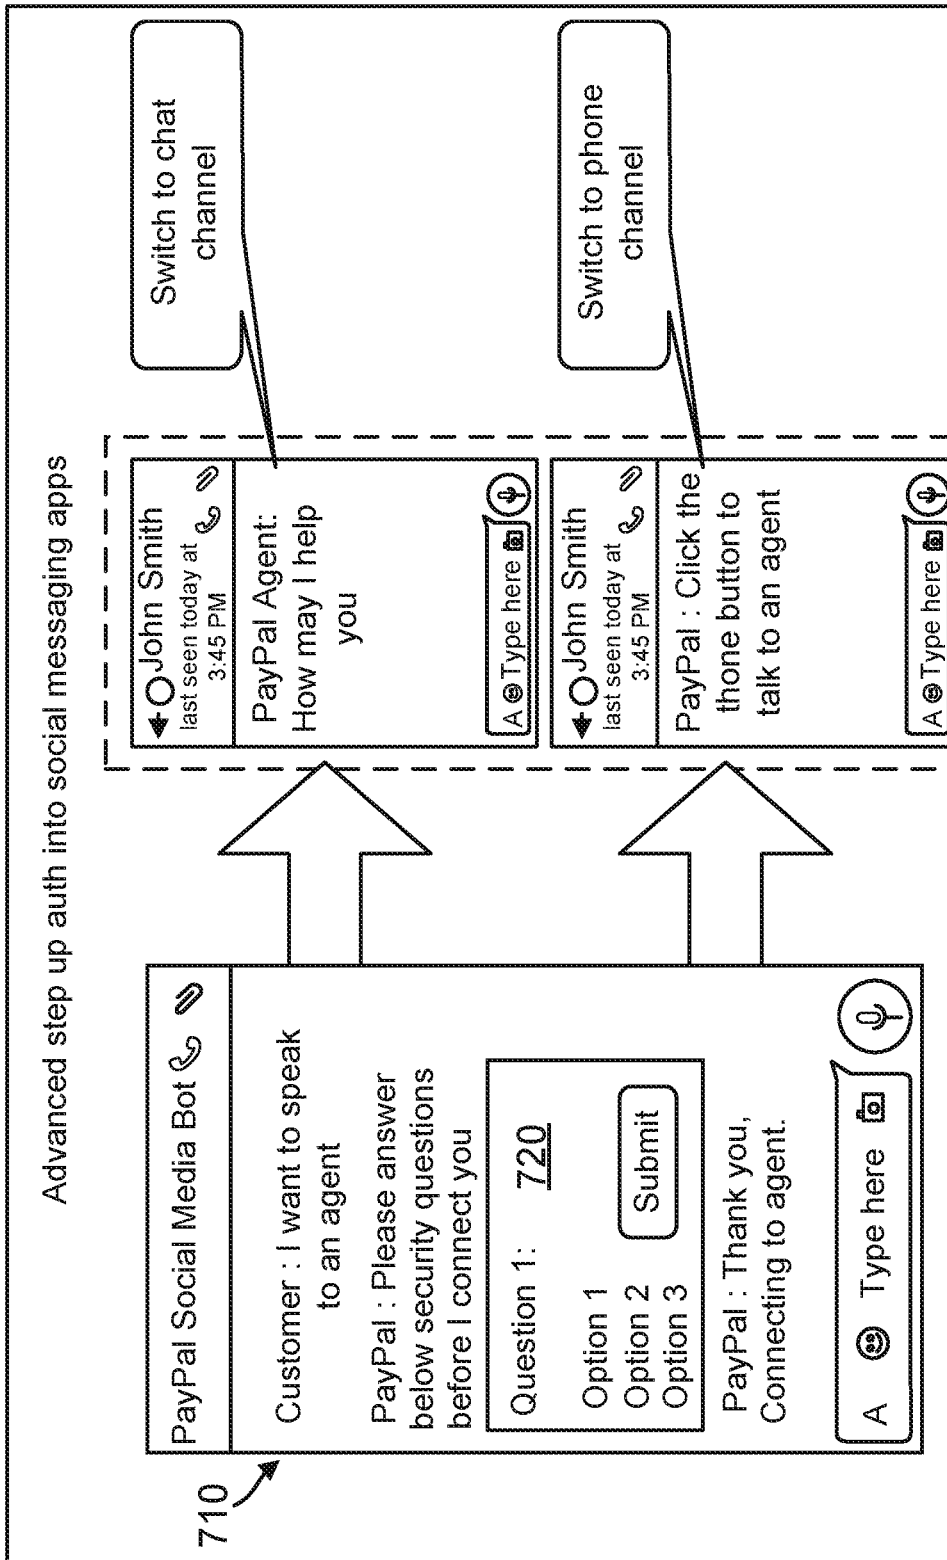 Advanced step up auth into social messaging apps
710
PayPal Social Media Bot
Customer : I want to speak
to an agent
PayPal : Please answer
below security questions
before I connect you
Question 1:
720
Option 1
Option 2
Option 3
Submit
PayPal : Thank you,
Connecting to agent.
A Type here
John Smith
last seen today at
3:45 PM
PayPal Agent:
How may I help
you
A Type here
Switch to chat
channel
John Smith
last seen today at
3:45 PM
PayPal : Click the
thone button to
talk to an agent
A Type here
Switch to phone
channel